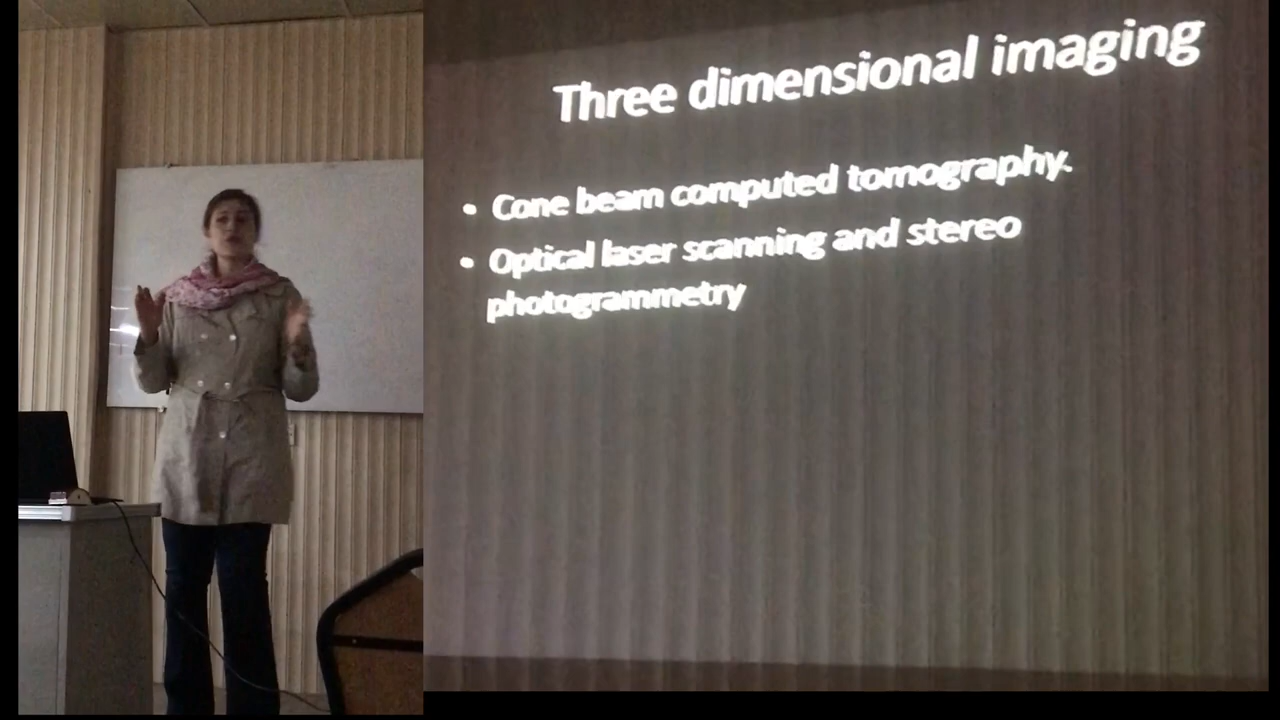 Three dimensional imaging
• Cone beam computed tomography.
• Optical laser scanning and stereo
photogrammetry